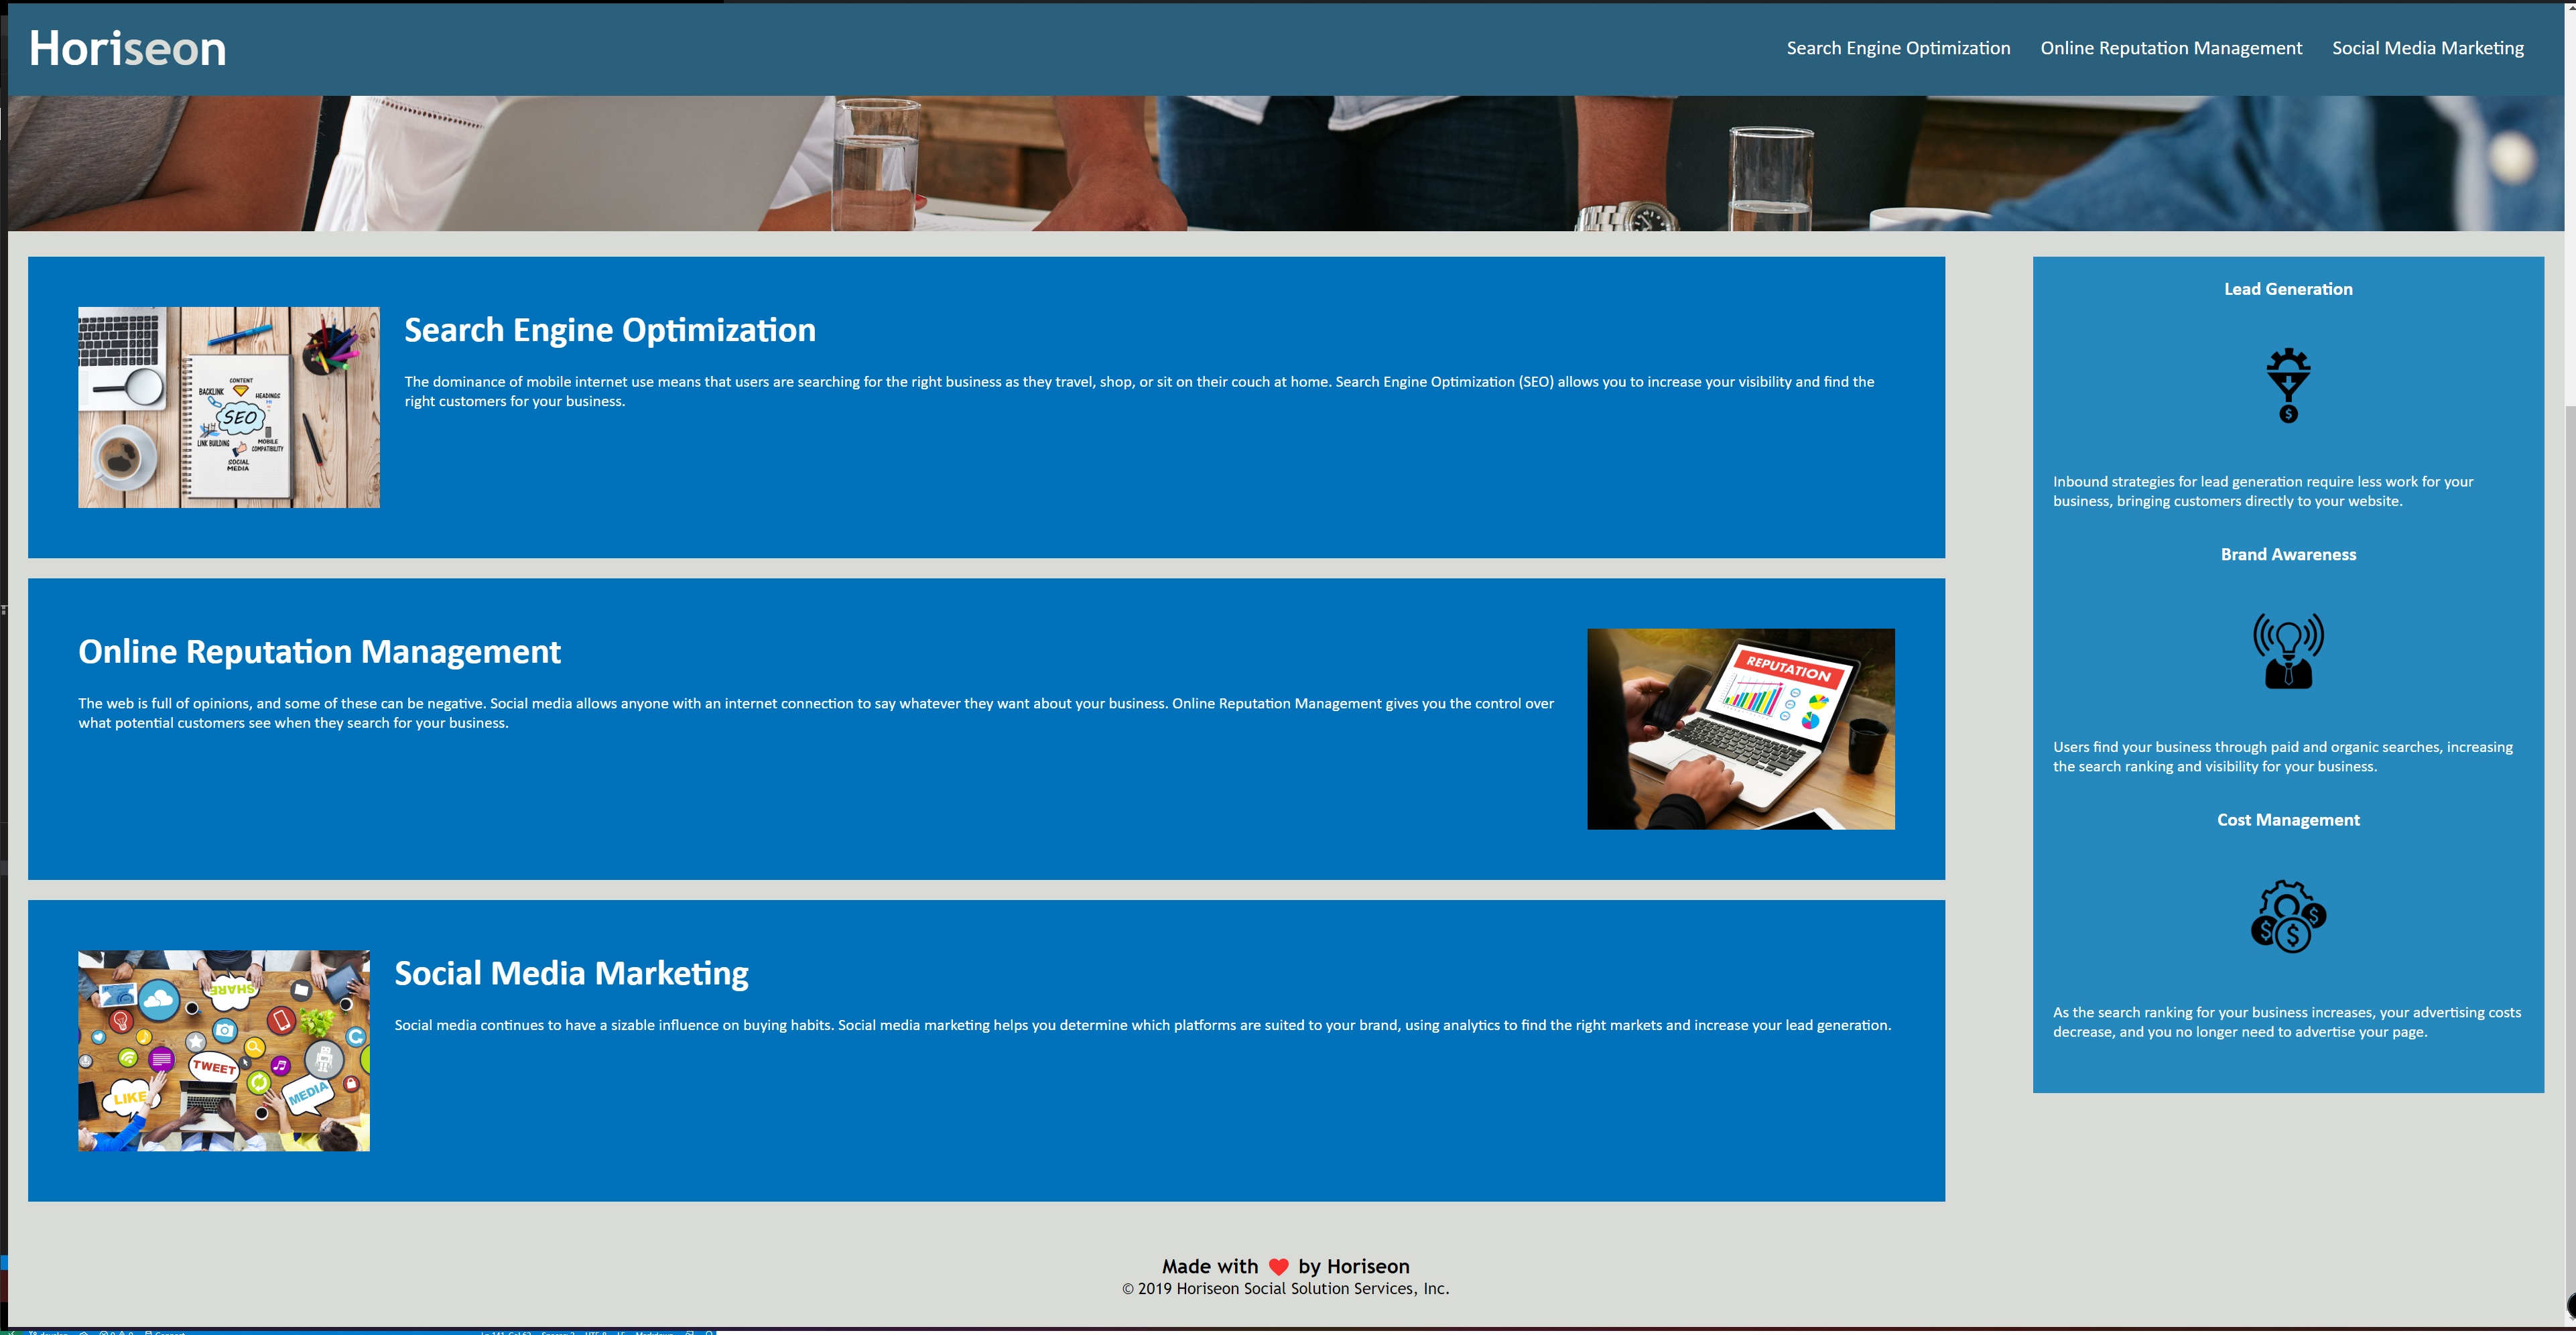 Horiseon
Search Engine Optimization Online Reputation Management Social Media Marketing
CONTENT
BACKLINK
HEADINGS
SEO
LINK BUILDING
MOBILE
COMPATIBILITY
SOCIAL
MEDIA
Search Engine Optimization
The dominance of mobile internet use means that users are searching for the right business as they travel, shop, or sit on their couch at home. Search Engine Optimization (SEO) allows you to increase your visibility and find the
right customers for your business.
Online Reputation Management
The web is full of opinions, and some of these can be negative. Social media allows anyone with an internet connection to say whatever they want about your business. Online Reputation Management gives you the control over
what potential customers see when they search for your business.
REPUTATION
SHARE
TWEET
LIKE
MEDIA
Social Media Marketing
Social media continues to have a sizable influence on buying habits. Social media marketing helps you determine which platforms are suited to your brand, using analytics to find the right markets and increase your lead generation.
Lead Generation
$
Inbound strategies for lead generation require less work for your
business, bringing customers directly to your website.
Brand Awareness
Users find your business through paid and organic searches, increasing
the search ranking and visibility for your business.
Cost Management
$ $ $
As the search ranking for your business increases, your advertising costs
decrease, and you no longer need to advertise your page.
Made with ❤ by Horiseon
© 2019 Horiseon Social Solution Services, Inc.